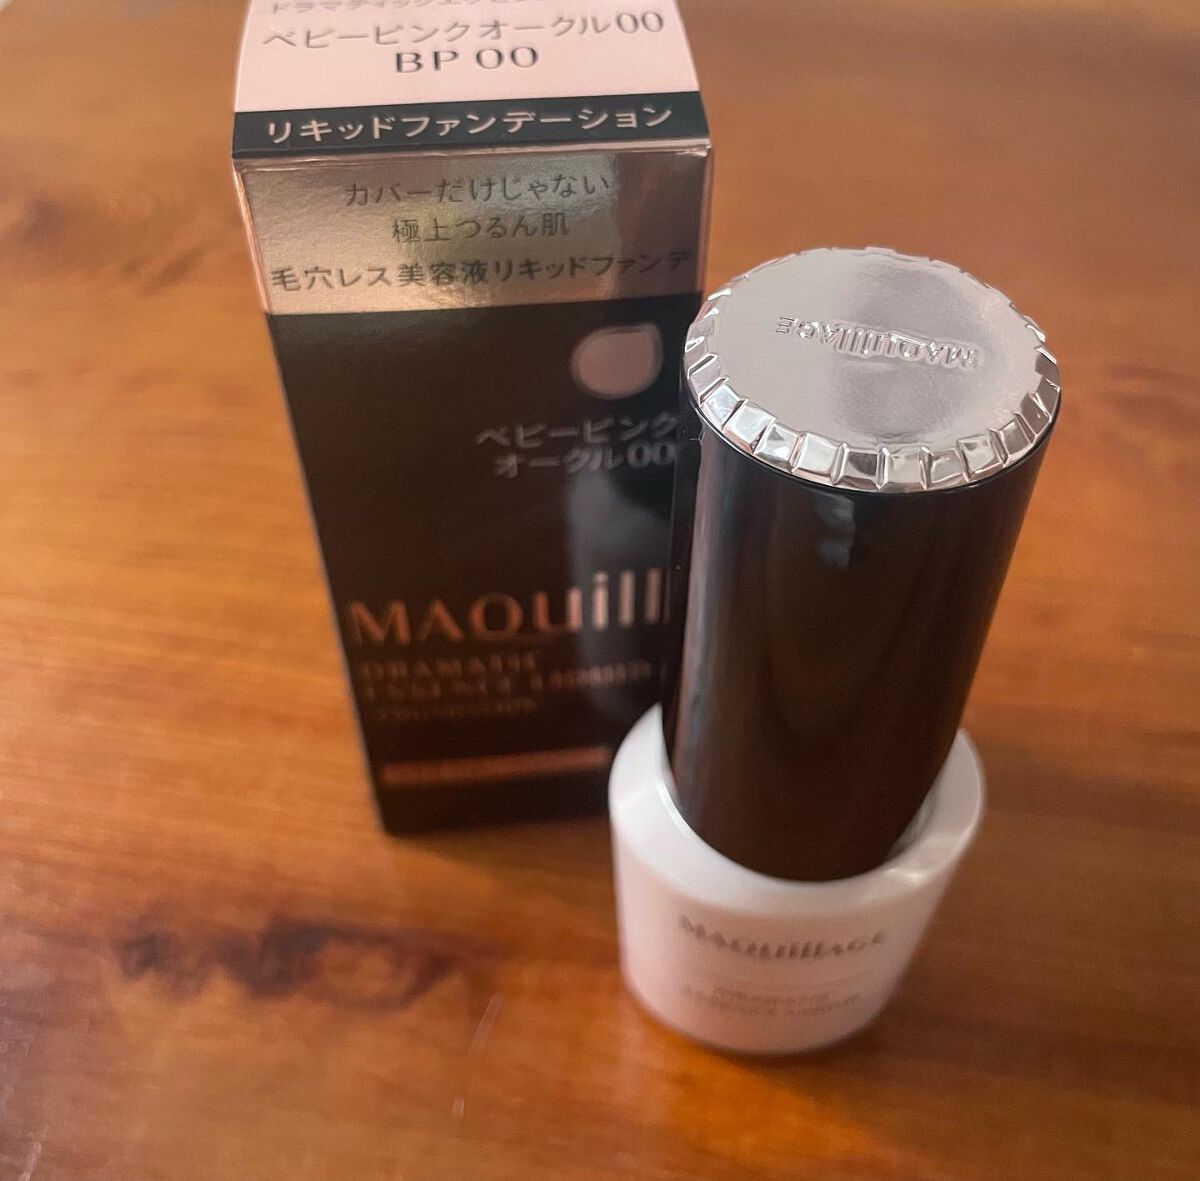 ベビーピンクオークル00
BP 00
リキッドファンデーション
カバーだけじゃない
極上つるん肌
毛穴レス美容液リキッドファンデ
ベビーピンク
オークル00
MAQuill
DRAMATIC
MAQuillAGE
MAQuillAGE